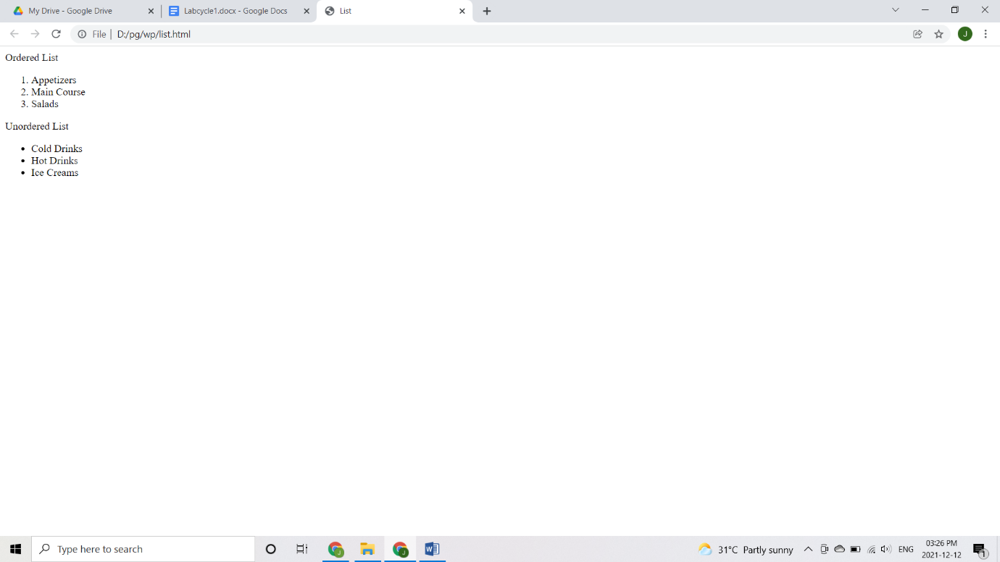 My Drive - Google Drive
Labcycle1.docx - Google Docs
List
File | D:/pg/wp/list.html
J
Ordered List
1. Appetizers
2. Main Course
3. Salads
Unordered List
• Cold Drinks
• Hot Drinks
• Ice Creams
Type here to search
J
J
W
31°C Partly sunny
ENG
03:26 PM
2021-12-12
1